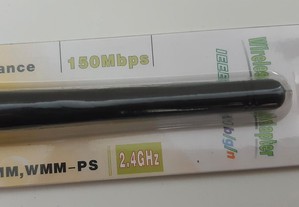 ance
150Mbps
MM,WMM-PS
2.4GHz
Wireless
IEEE
b/g/n